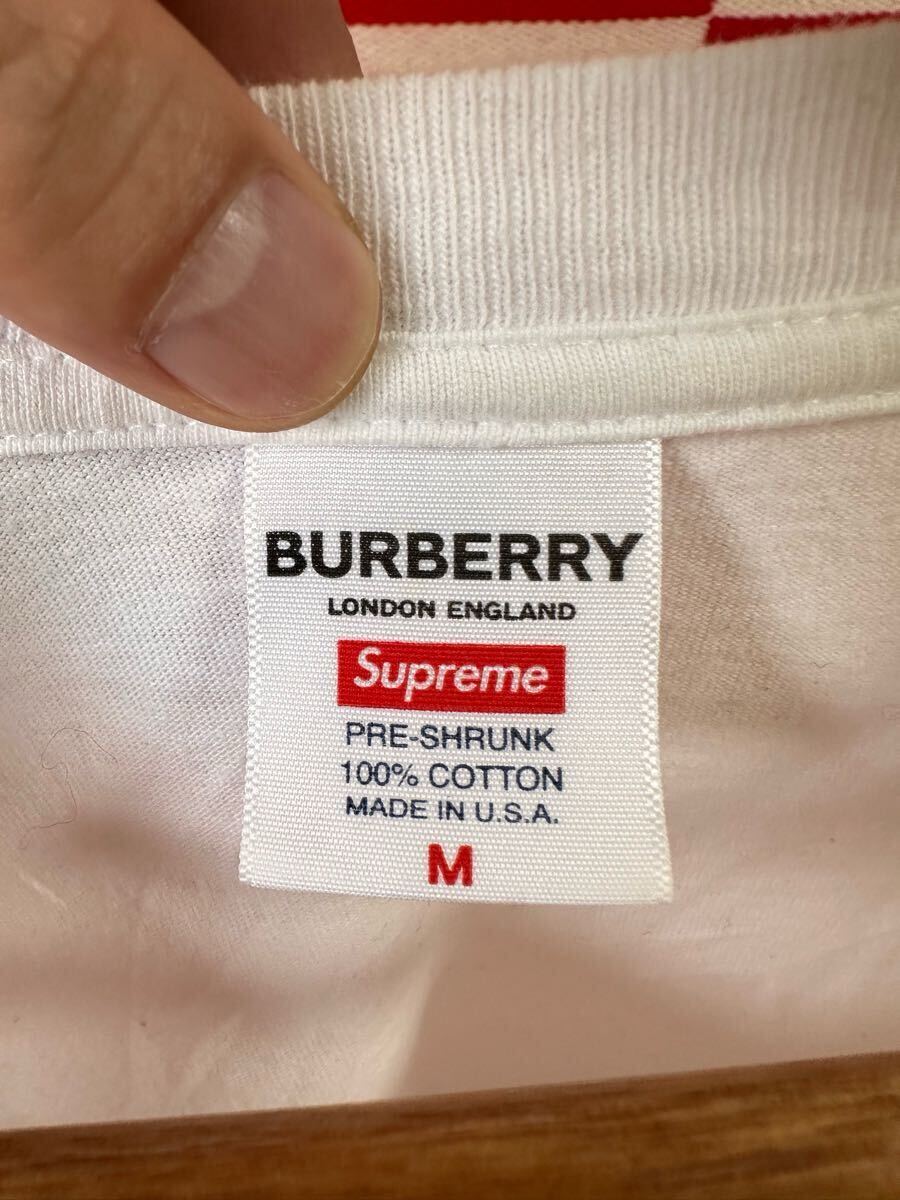 BURBERRY
LONDON ENGLAND
Supreme
PRE-SHRUNK
100% COTTON
MADE IN U.S.A.
M